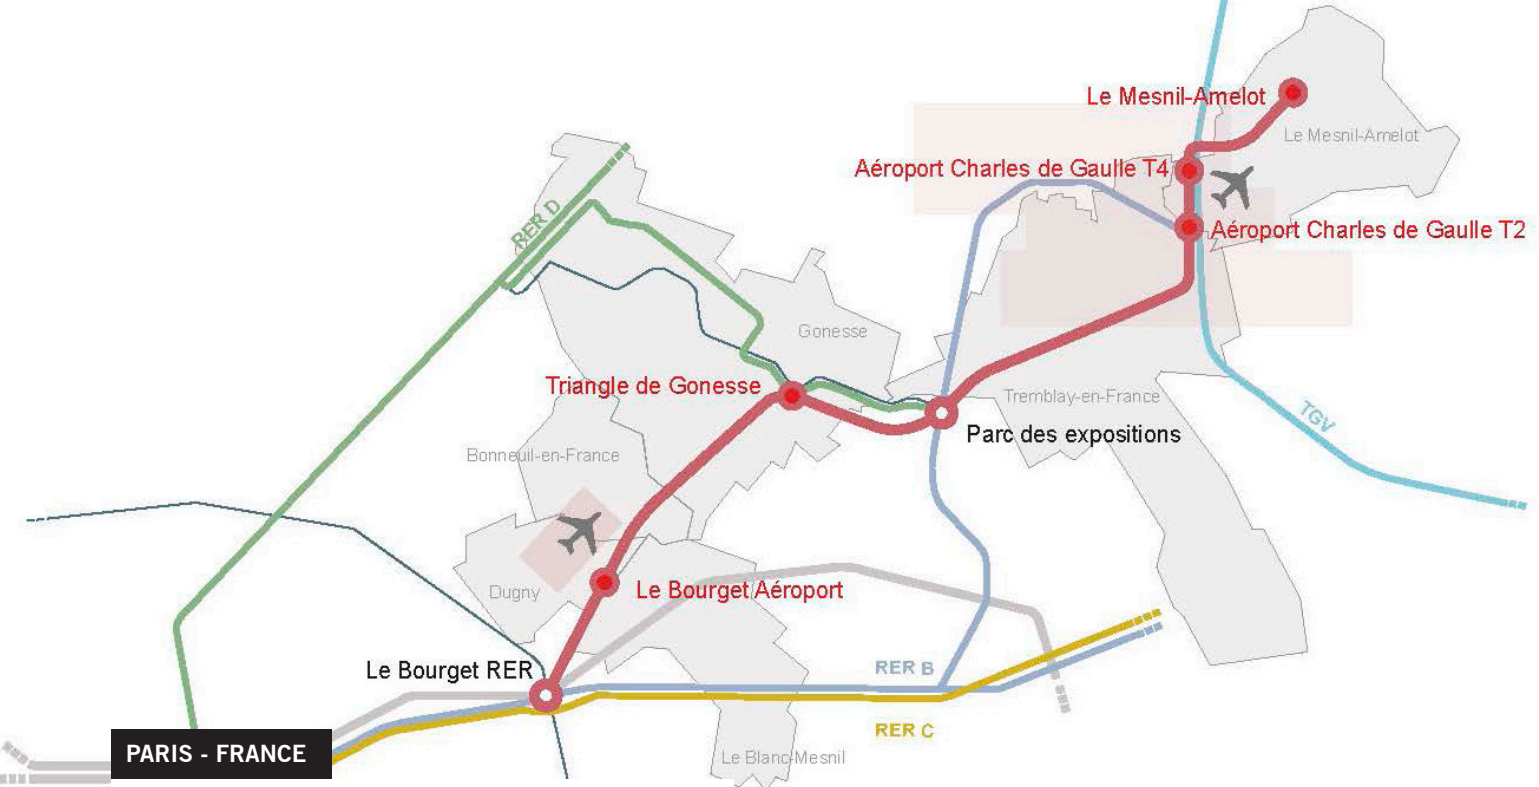 Le Mesnil-Amelot
Le Mesnil-Amelot
Aéroport Charles de Gaulle T4
RER D
Aéroport Charles de Gaulle T2
Gonesse
Triangle de Gonesse
Tremblay-en-France
TGV
Parc des expositions
Bonneuil-en-France
Dugny
Le Bourget Aéroport
Le Bourget RER
RER B
RER C
PARIS - FRANCE
Le Blanc-Mesnil